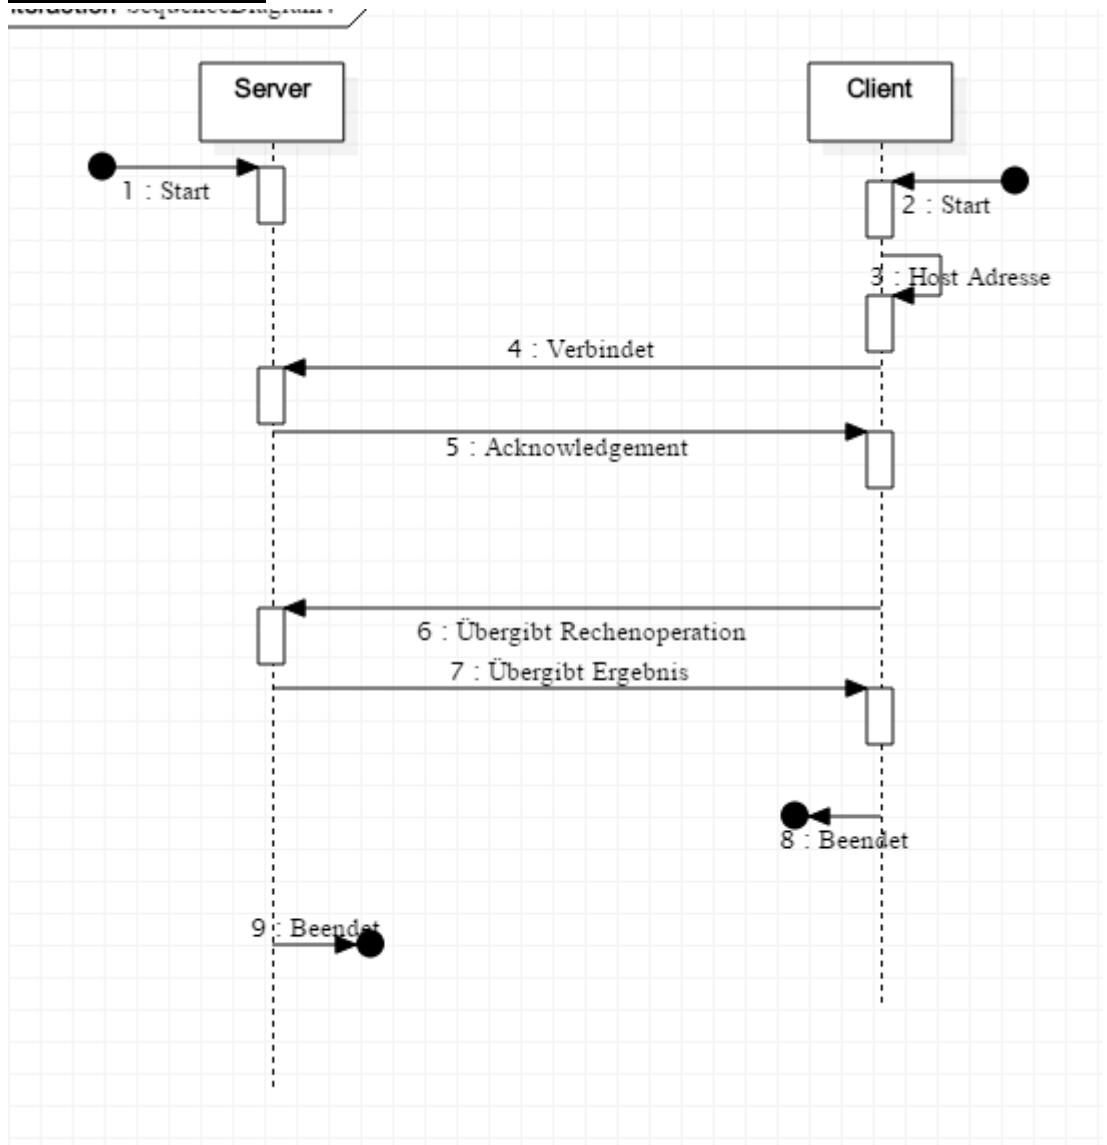 Server
Client
1 : Start
2 : Start
3 : Host Adresse
4 : Verbindet
5 : Acknowledgement
6 : Übergibt Rechenoperation
7 : Übergibt Ergebnis
8 : Beendet
9 : Beendet